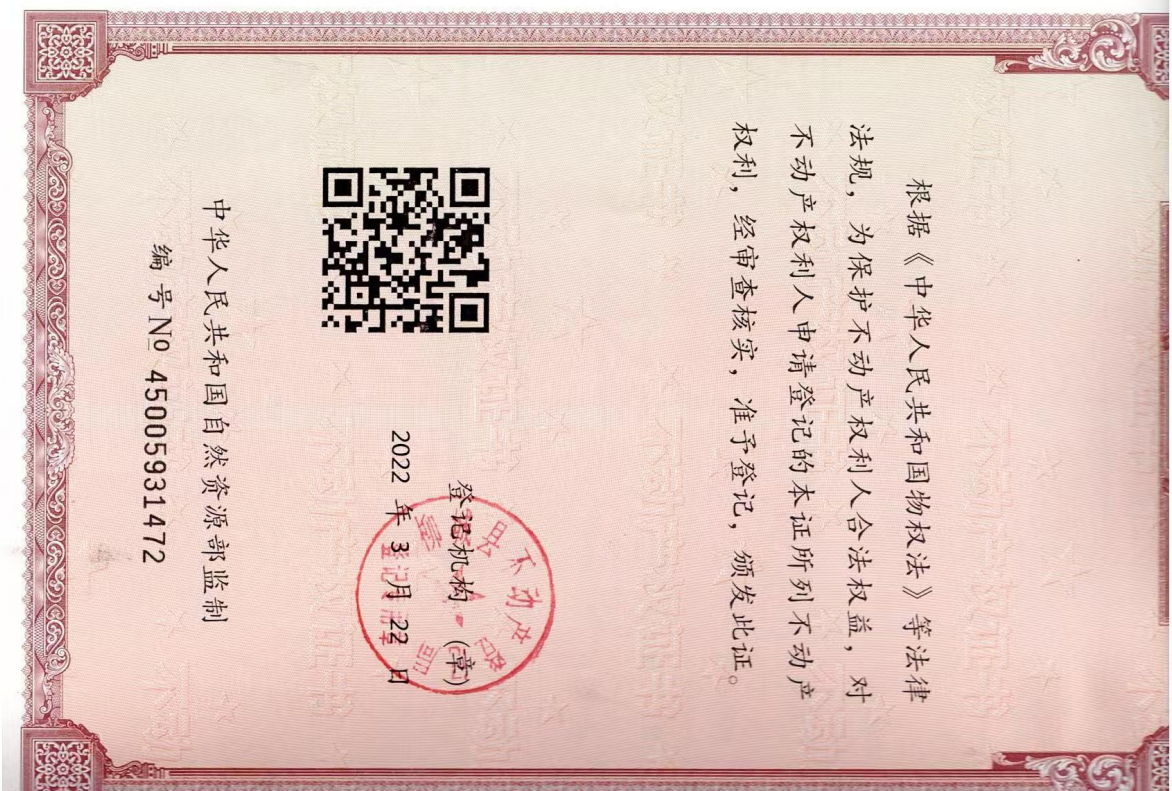 根据《中华人民共和国物权法》等法律
法规，为保护不动产权利人合法权益，对
不动产权利人申请登记的本证所列不动产
权利，经审查核实，准予登记，颁发此证。
登记机构（章）
2022 年 3 月 22 日
中华人民共和国自然资源部监制
编号 № 45005931472